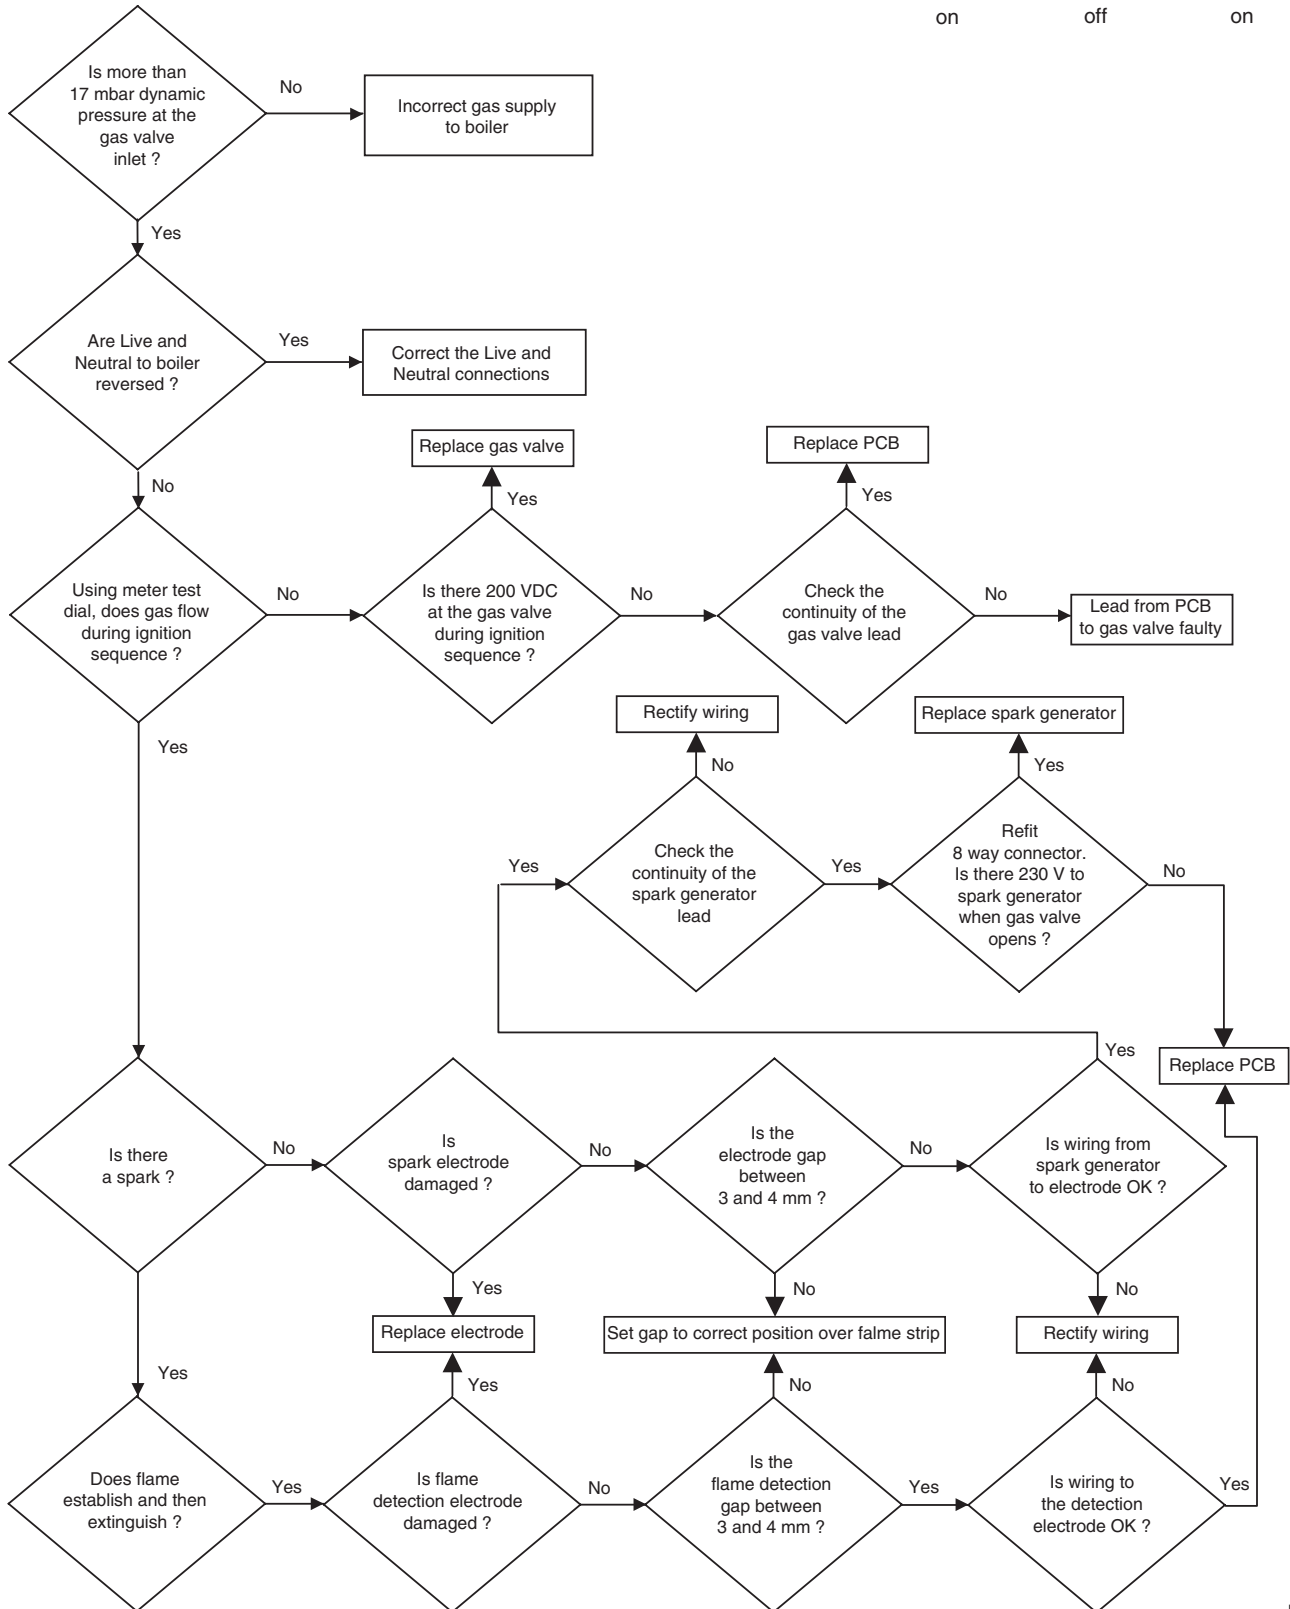 on off on
Is more than
17 mbar dynamic
pressure at the
gas valve
inlet ?
No
Incorrect gas supply
to boiler
Yes
Are Live and
Neutral to boiler
reversed ?
Yes
Correct the Live and
Neutral connections
No
Replace gas valve
Yes
Replace PCB
Yes
Using meter test
dial, does gas flow
during ignition
sequence ?
No
Is there 200 VDC
at the gas valve
during ignition
sequence ?
No
Check the
continuity of the
gas valve lead
No
Lead from PCB
to gas valve faulty
Yes
Rectify wiring
No
Replace spark generator
Yes
Yes
Check the
continuity of the
spark generator
lead
Yes
Refit
8 way connector.
Is there 230 V to
spark generator
when gas valve
opens ?
No
Yes
Replace PCB
Is there
a spark ?
No
Is
spark electrode
damaged ?
No
Is the
electrode gap
between
3 and 4 mm ?
No
Is wiring from
spark generator
to electrode OK ?
Yes
No
No
Replace electrode
Set gap to correct position over falme strip
Rectify wiring
Yes
Yes
No
No
Does flame
establish and then
extinguish ?
Yes
Is flame
detection electrode
damaged ?
No
Is the
flame detection
gap between
3 and 4 mm ?
Yes
Is wiring to
the detection
electrode OK ?
Yes